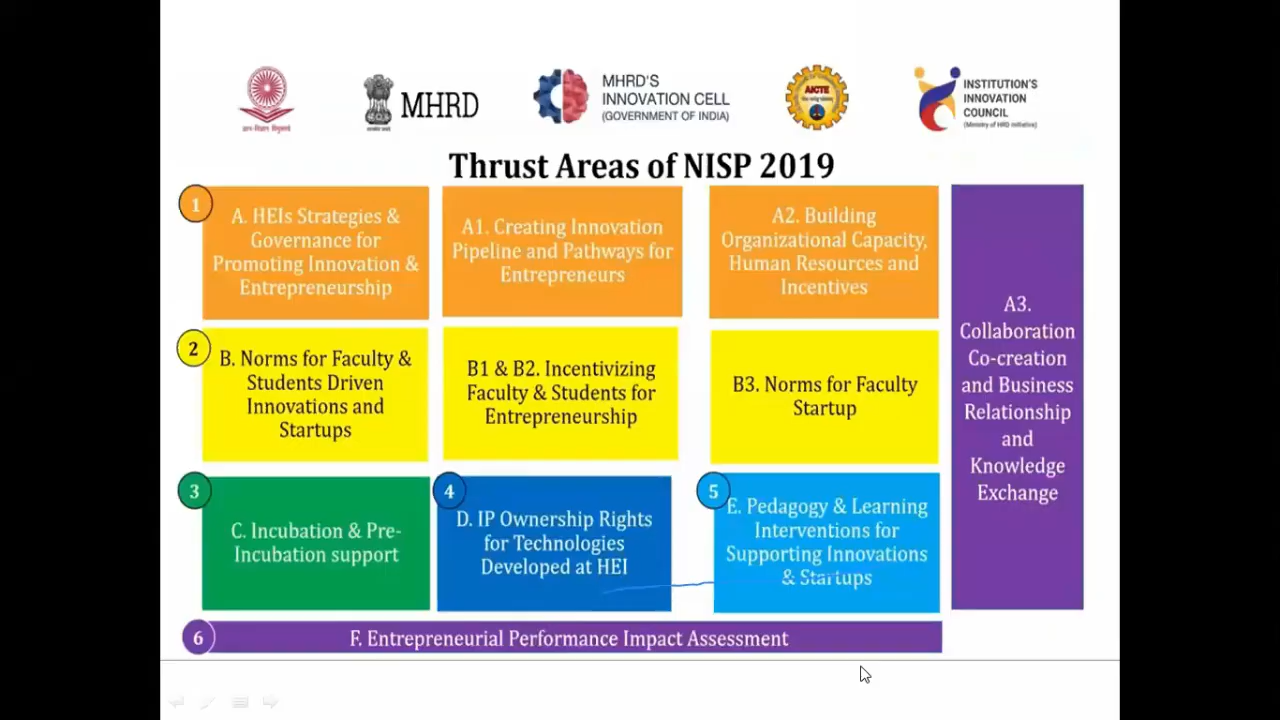 MHRD
MHRD'S
INNOVATION CELL
(GOVERNMENT OF INDIA)
AICTE
INSTITUTION'S
INNOVATION
COUNCIL
(Ministry of HRD Initiative)
Thrust Areas of NISP 2019
1
A. HEIs Strategies &
Governance for
Promoting Innovation &
Entrepreneurship
A1. Creating Innovation
Pipeline and Pathways for
Entrepreneurs
A2. Building
Organizational Capacity,
Human Resources and
Incentives
A3.
Collaboration
Co-creation
and Business
Relationship
and
Knowledge
Exchange
2
B. Norms for Faculty &
Students Driven
Innovations and
Startups
B1 & B2. Incentivizing
Faculty & Students for
Entrepreneurship
B3. Norms for Faculty
Startup
3
C. Incubation & Pre-
Incubation support
4
D. IP Ownership Rights
for Technologies
Developed at HEI
5
E. Pedagogy & Learning
Interventions for
Supporting Innovations
& Startups
6
F. Entrepreneurial Performance Impact Assessment